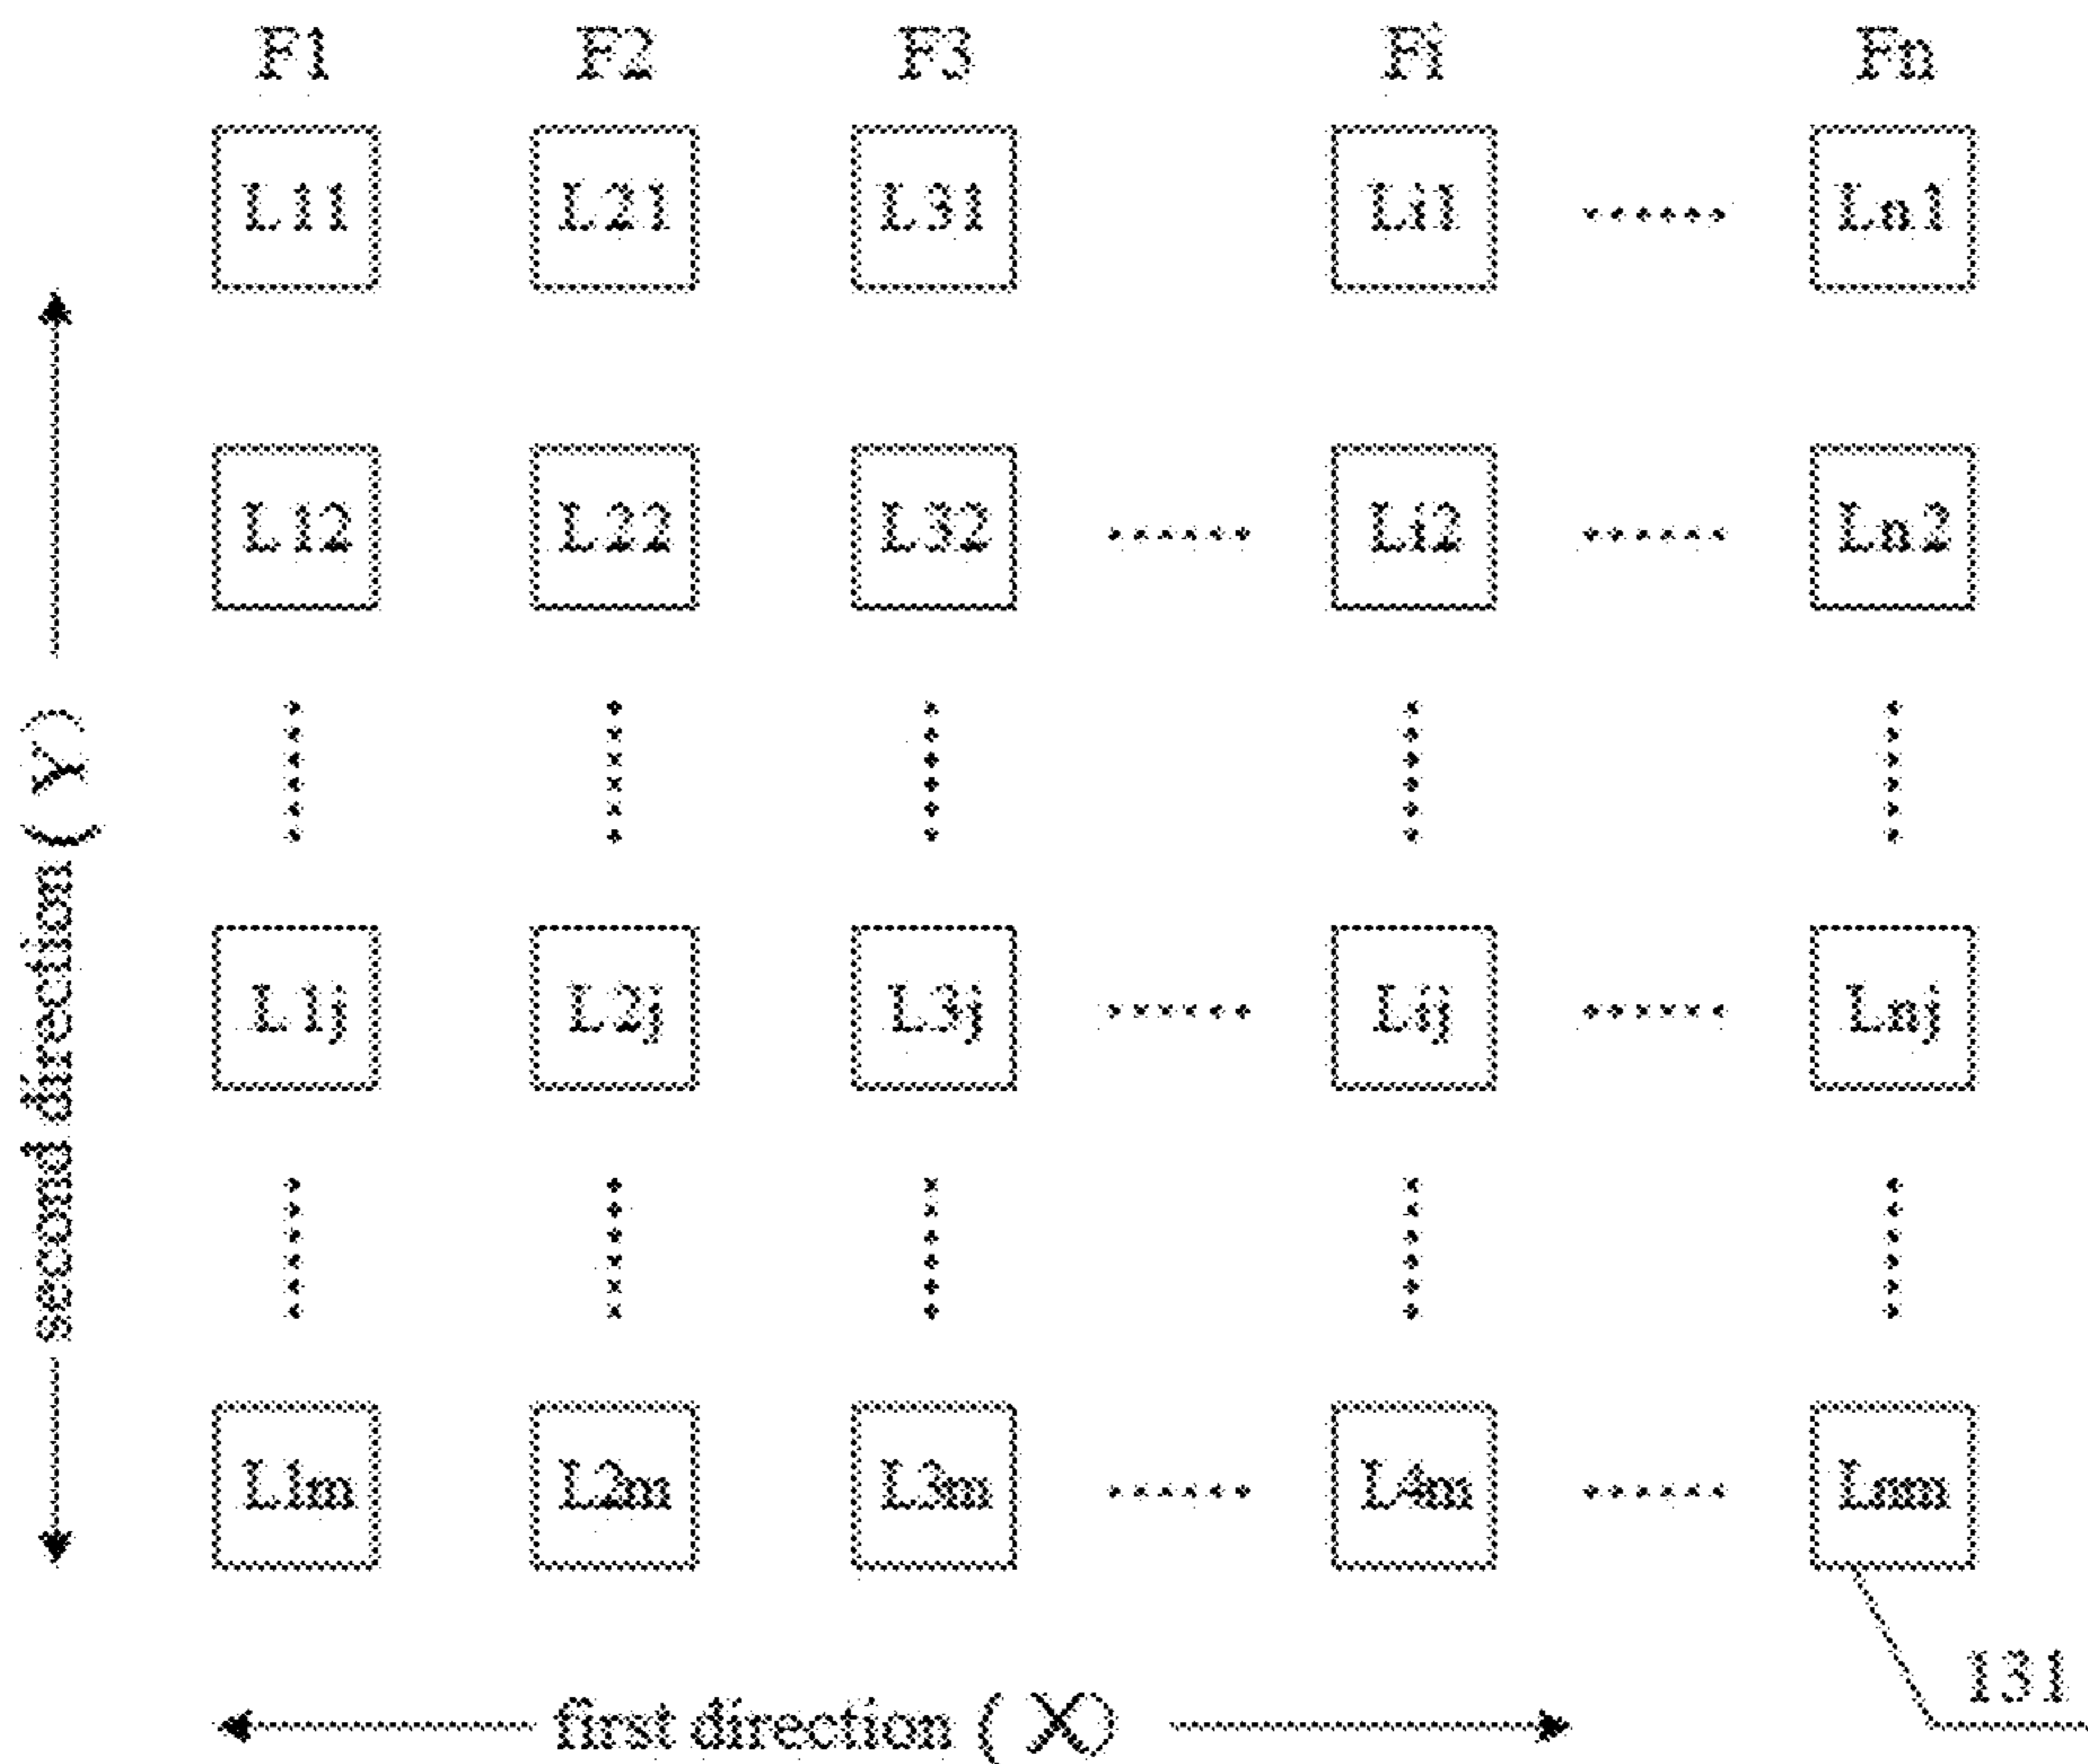 F1 F2 F3 Fi Fn
L11 L21 L31 Li1 Ln1
L12 L22 L32 Li2 Ln2
L1j L2j L3j Lij Lnj
L1m L2m L3m L4m Lnm
second direction ( Y )
first direction ( X )
131